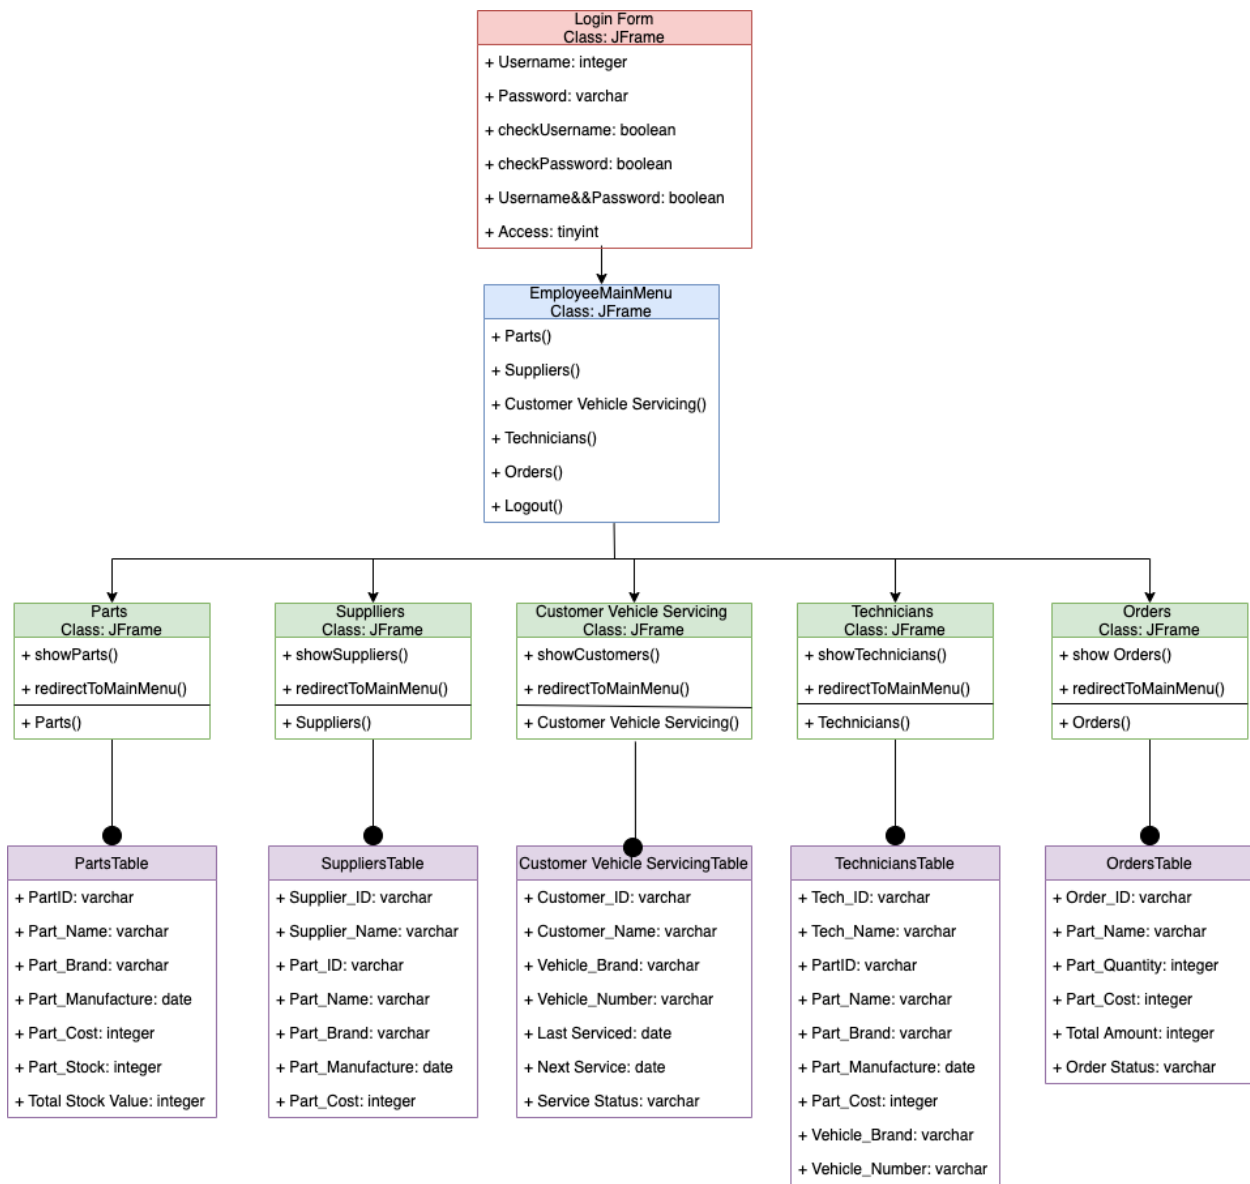 Login Form
Class: JFrame
+ Username: integer
+ Password: varchar
+ checkUsername: boolean
+ checkPassword: boolean
+ Username&&Password: boolean
+ Access: tinyint
EmployeeMainMenu
Class: JFrame
+ Parts()
+ Suppliers()
+ Customer Vehicle Servicing()
+ Technicians()
+ Orders()
+ Logout()
Parts
Class: JFrame
+ showParts()
+ redirectToMainMenu()
+ Parts()
Supplliers
Class: JFrame
+ showSuppliers()
+ redirectToMainMenu()
+ Suppliers()
Customer Vehicle Servicing
Class: JFrame
+ showCustomers()
+ redirectToMainMenu()
+ Customer Vehicle Servicing()
Technicians
Class: JFrame
+ showTechnicians()
+ redirectToMainMenu()
+ Technicians()
Orders
Class: JFrame
+ show Orders()
+ redirectToMainMenu()
+ Orders()
PartsTable
+ PartID: varchar
+ Part_Name: varchar
+ Part_Brand: varchar
+ Part_Manufacture: date
+ Part_Cost: integer
+ Part_Stock: integer
+ Total Stock Value: integer
SuppliersTable
+ Supplier_ID: varchar
+ Supplier_Name: varchar
+ Part_ID: varchar
+ Part_Name: varchar
+ Part_Brand: varchar
+ Part_Manufacture: date
+ Part_Cost: integer
Customer Vehicle ServicingTable
+ Customer_ID: varchar
+ Customer_Name: varchar
+ Vehicle_Brand: varchar
+ Vehicle_Number: varchar
+ Last Serviced: date
+ Next Service: date
+ Service Status: varchar
TechniciansTable
+ Tech_ID: varchar
+ Tech_Name: varchar
+ PartID: varchar
+ Part_Name: varchar
+ Part_Brand: varchar
+ Part_Manufacture: date
+ Part_Cost: integer
+ Vehicle_Brand: varchar
+ Vehicle_Number: varchar
OrdersTable
+ Order_ID: varchar
+ Part_Name: varchar
+ Part_Quantity: integer
+ Part_Cost: integer
+ Total Amount: integer
+ Order Status: varchar